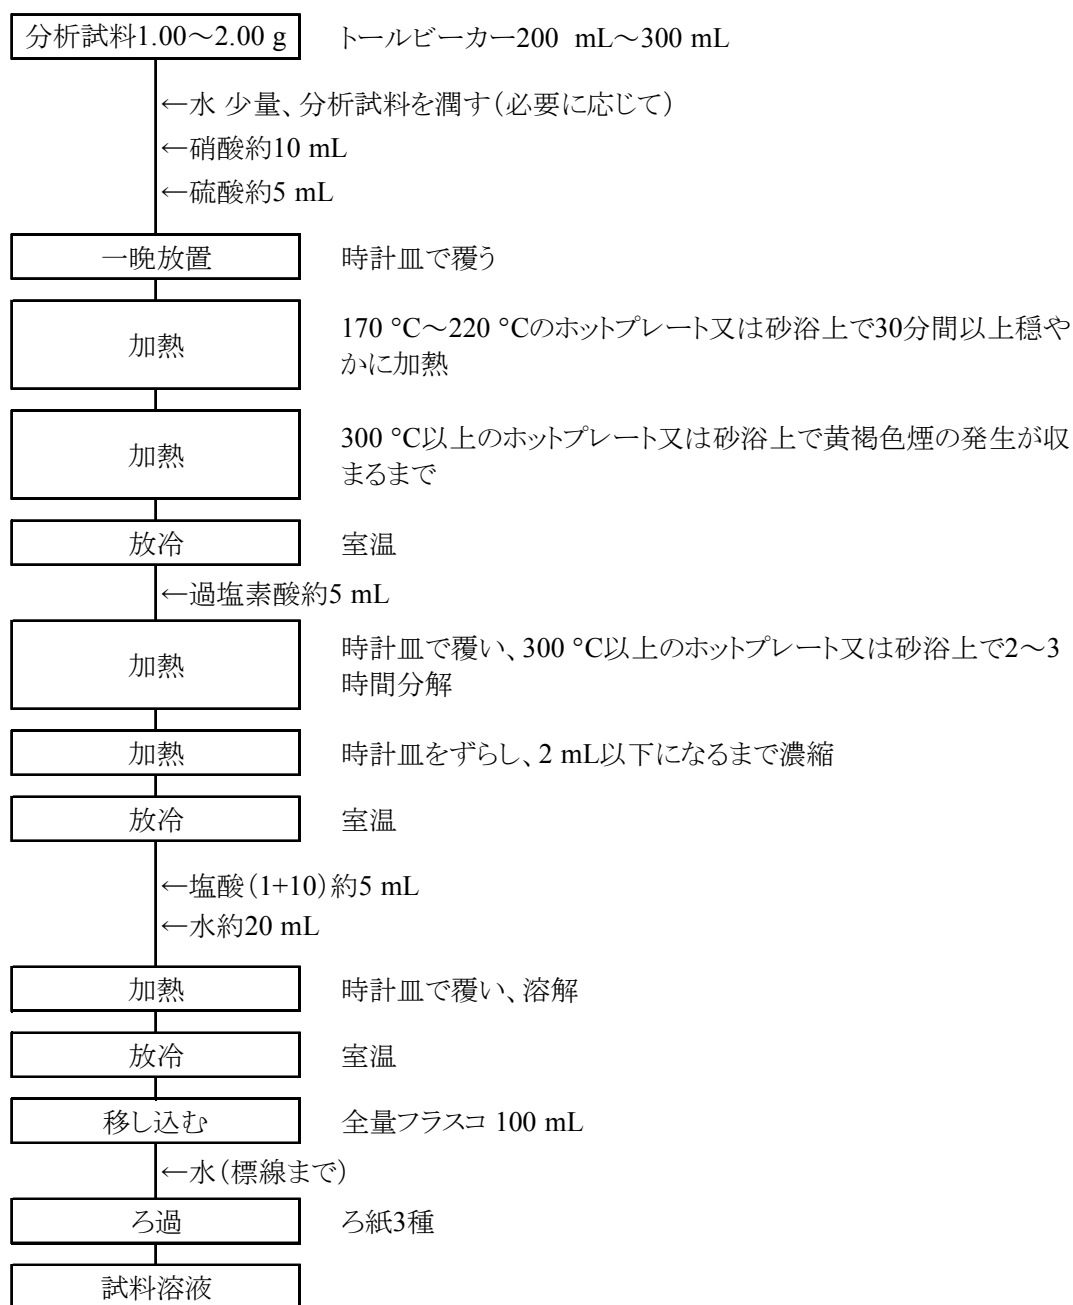 分析試料1.00～2.00 g トールビーカー200 mL～300 mL
←水 少量、分析試料を潤す（必要に応じて）
←硝酸約10 mL
←硫酸約5 mL
一晩放置 時計皿で覆う
加熱 170 °C～220 °Cのホットプレート又は砂浴上で30分間以上穏や
かに加熱
加熱 300 °C以上のホットプレート又は砂浴上で黄褐色煙の発生が収
まるまで
放冷 室温
←過塩素酸約5 mL
加熱 時計皿で覆い、300 °C以上のホットプレート又は砂浴上で2～3
時間分解
加熱 時計皿をずらし、2 mL以下になるまで濃縮
放冷 室温
←塩酸（1+10）約5 mL
←水約20 mL
加熱 時計皿で覆い、溶解
放冷 室温
移し込む 全量フラスコ 100 mL
←水（標線まで）
ろ過 ろ紙3種
試料溶液